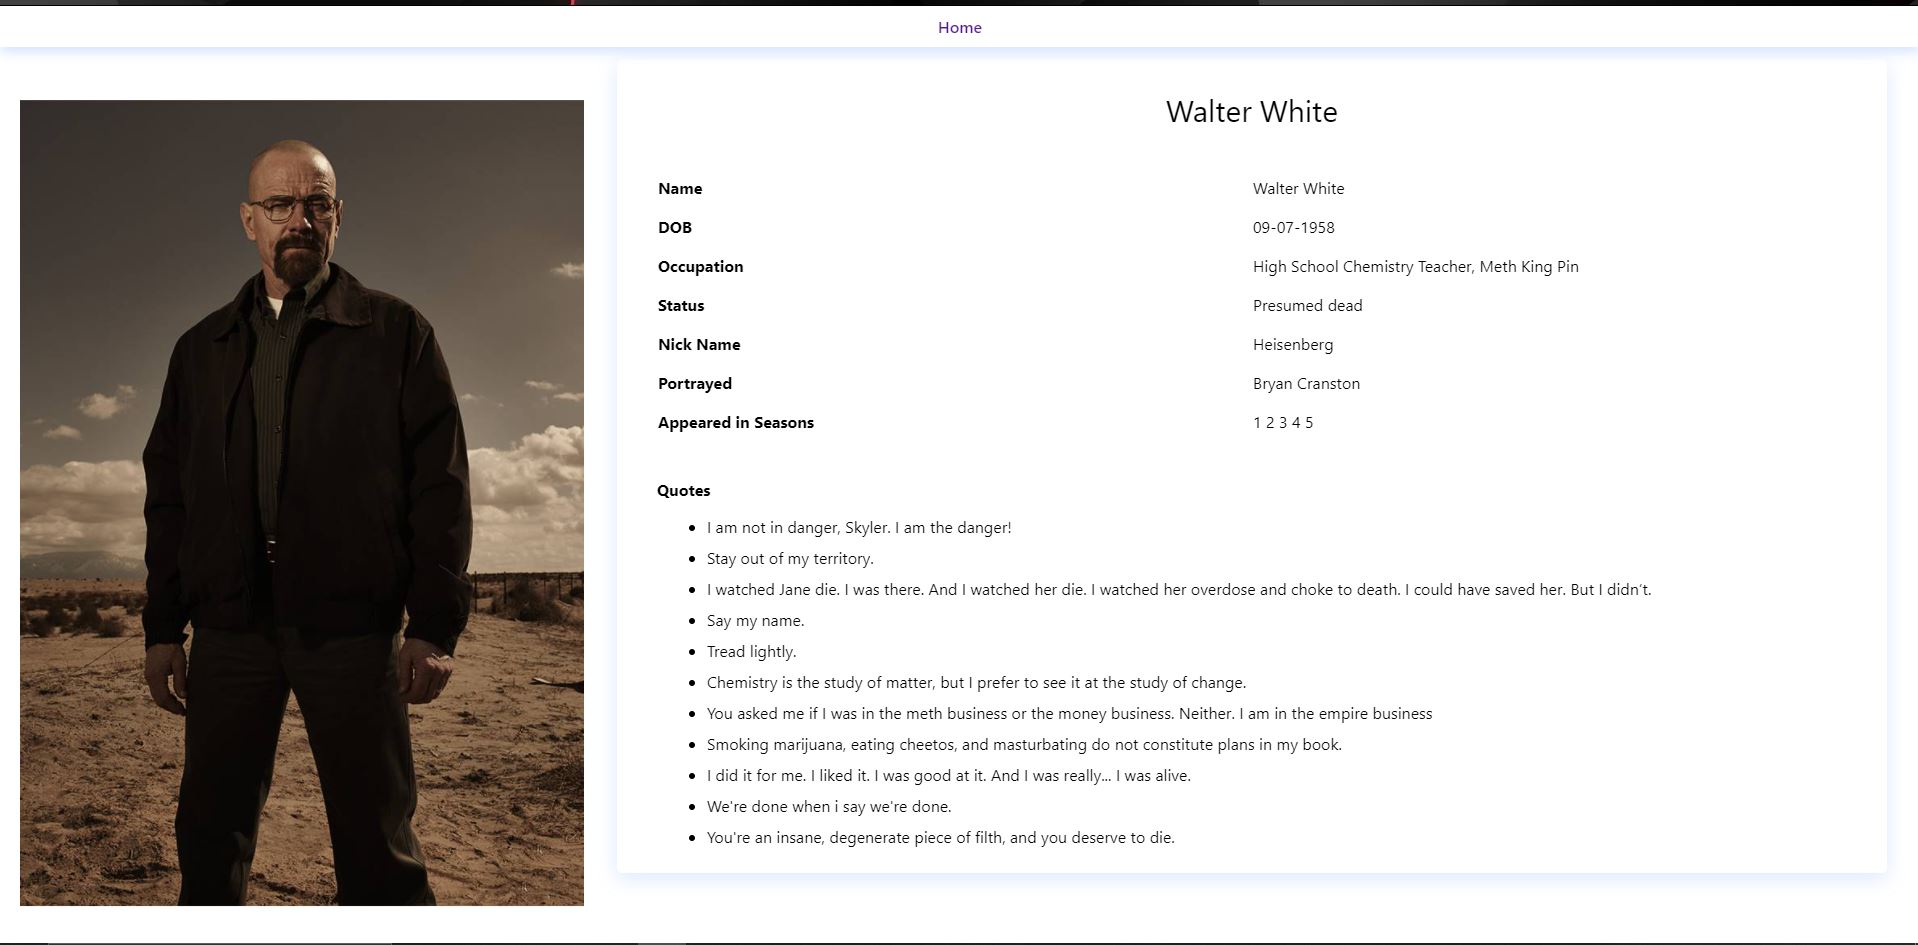 Home
Walter White
Name Walter White
DOB 09-07-1958
Occupation High School Chemistry Teacher, Meth King Pin
Status Presumed dead
Nick Name Heisenberg
Portrayed Bryan Cranston
Appeared in Seasons 1 2 3 4 5
Quotes
I am not in danger, Skyler. I am the danger!
Stay out of my territory.
I watched Jane die. I was there. And I watched her die. I watched her overdose and choke to death. I could have saved her. But I didn’t.
Say my name.
Tread lightly.
Chemistry is the study of matter, but I prefer to see it at the study of change.
You asked me if I was in the meth business or the money business. Neither. I am in the empire business
Smoking marijuana, eating cheetos, and masturbating do not constitute plans in my book.
I did it for me. I liked it. I was good at it. And I was really... I was alive.
We're done when i say we're done.
You're an insane, degenerate piece of filth, and you deserve to die.